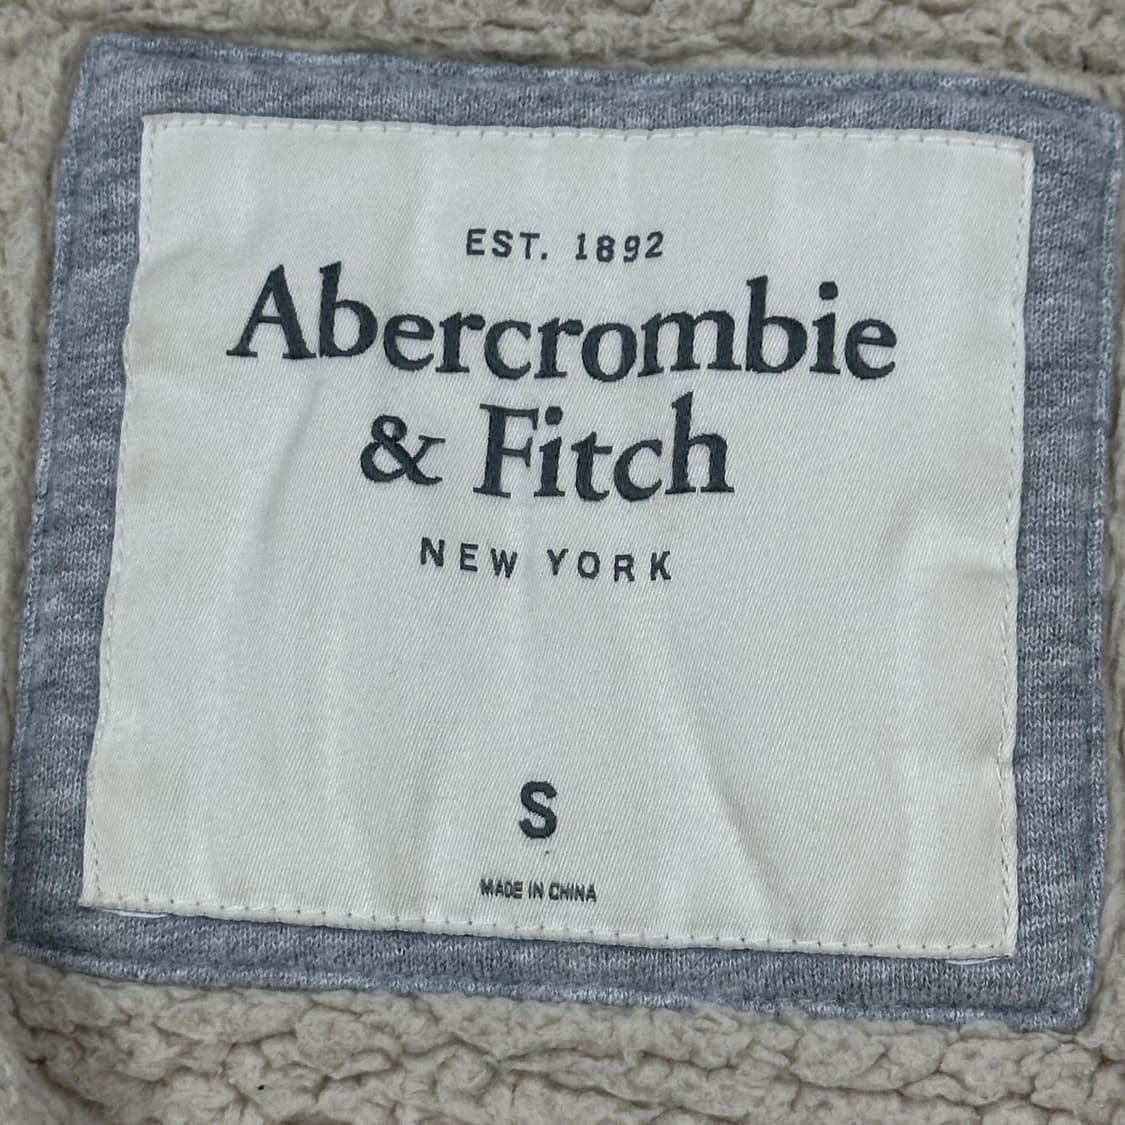 EST. 1892
Abercrombie
& Fitch
NEW YORK
S
MADE IN CHINA